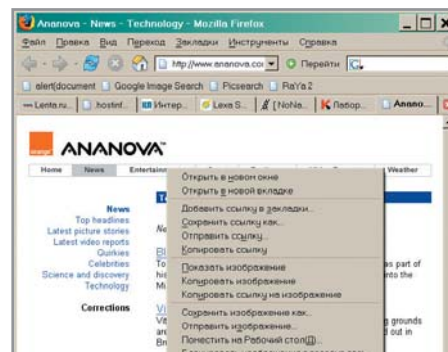 Ananova - News - Technology - Mozilla Firefox
Файл Правка Вид Переход Закладки Инструменты Справка
http://www.ananova.co Перейти
alert(document Google Image Search Picsearch RaYa 2
Lenta.ru... hostinf... Интер... Lexa S... [NoNa... Anano...
orange ANANOVA™
Home News Weather
News
Top headlines
Latest picture stories
Latest video reports
Quirkies
Celebrities
Science and discovery
Technology
Corrections
Открыть в новом окне
Открыть в новой вкладке
Добавить ссылку в закладки...
Сохранить ссылку как...
Отправить ссылку...
Копировать ссылку
Показать изображение
Копировать изображение
Копировать ссылку на изображение
Сохранить изображение как...
Отправить изображение...
Поместить на Рабочий стол(Ш)...
as part of
into the
g grounds
d out in